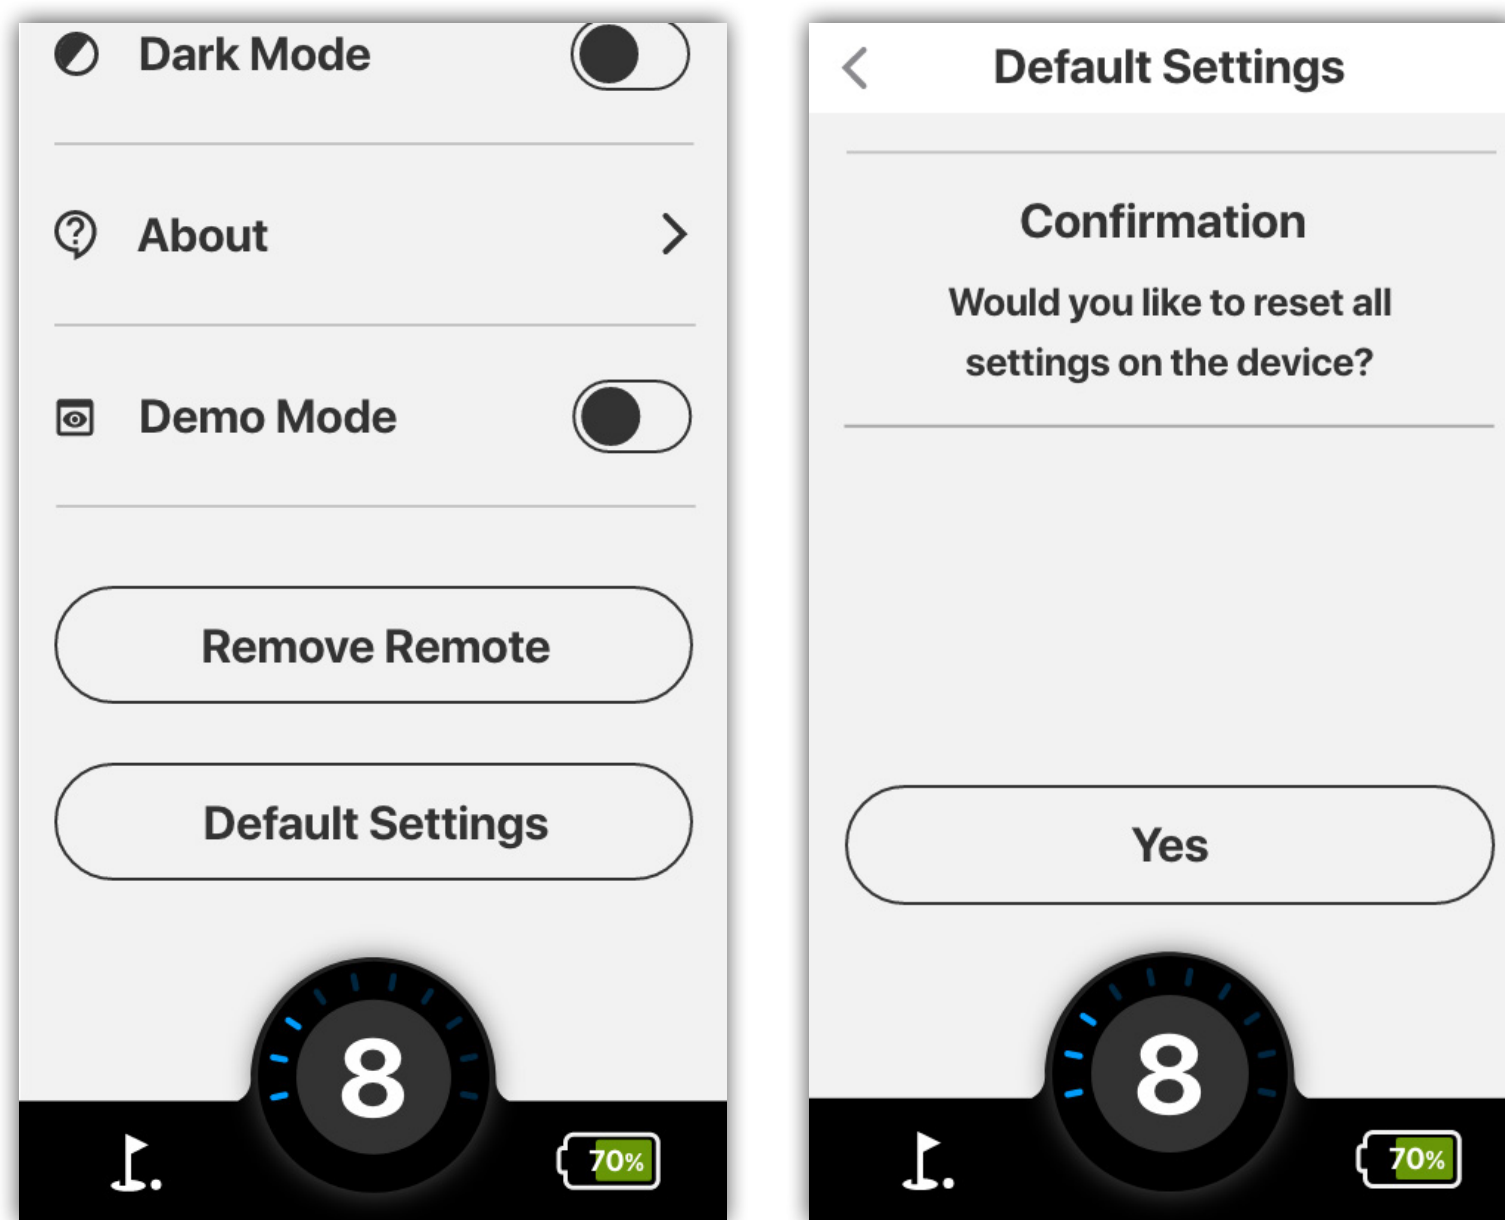 Dark Mode
About
Demo Mode
Remove Remote
Default Settings
8
70%
Default Settings
Confirmation
Would you like to reset all
settings on the device?
Yes
8
70%